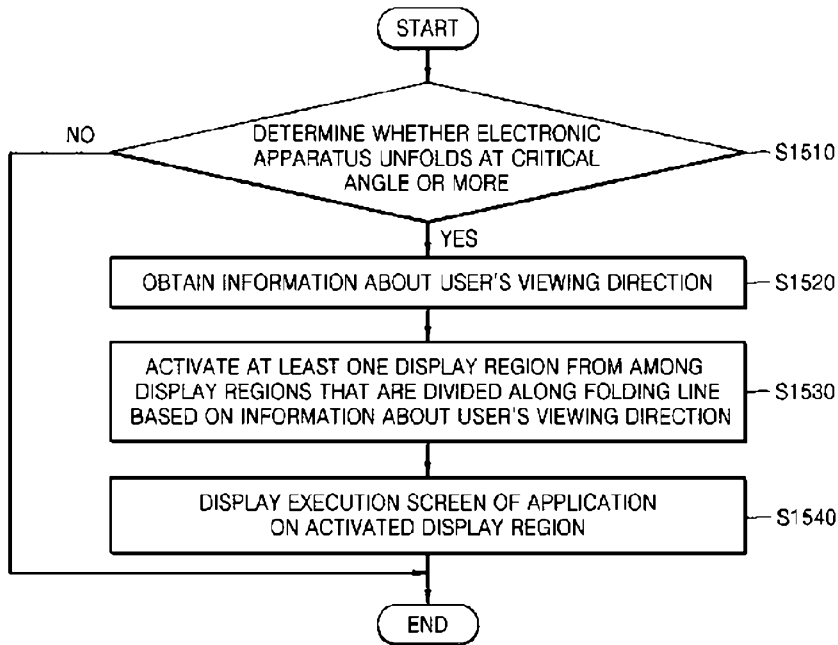 START
NO
DETERMINE WHETHER ELECTRONIC
APPARATUS UNFOLDS AT CRITICAL
ANGLE OR MORE
S1510
YES
OBTAIN INFORMATION ABOUT USER'S VIEWING DIRECTION
S1520
ACTIVATE AT LEAST ONE DISPLAY REGION FROM AMONG
DISPLAY REGIONS THAT ARE DIVIDED ALONG FOLDING LINE
BASED ON INFORMATION ABOUT USER'S VIEWING DIRECTION
S1530
DISPLAY EXECUTION SCREEN OF APPLICATION
ON ACTIVATED DISPLAY REGION
S1540
END